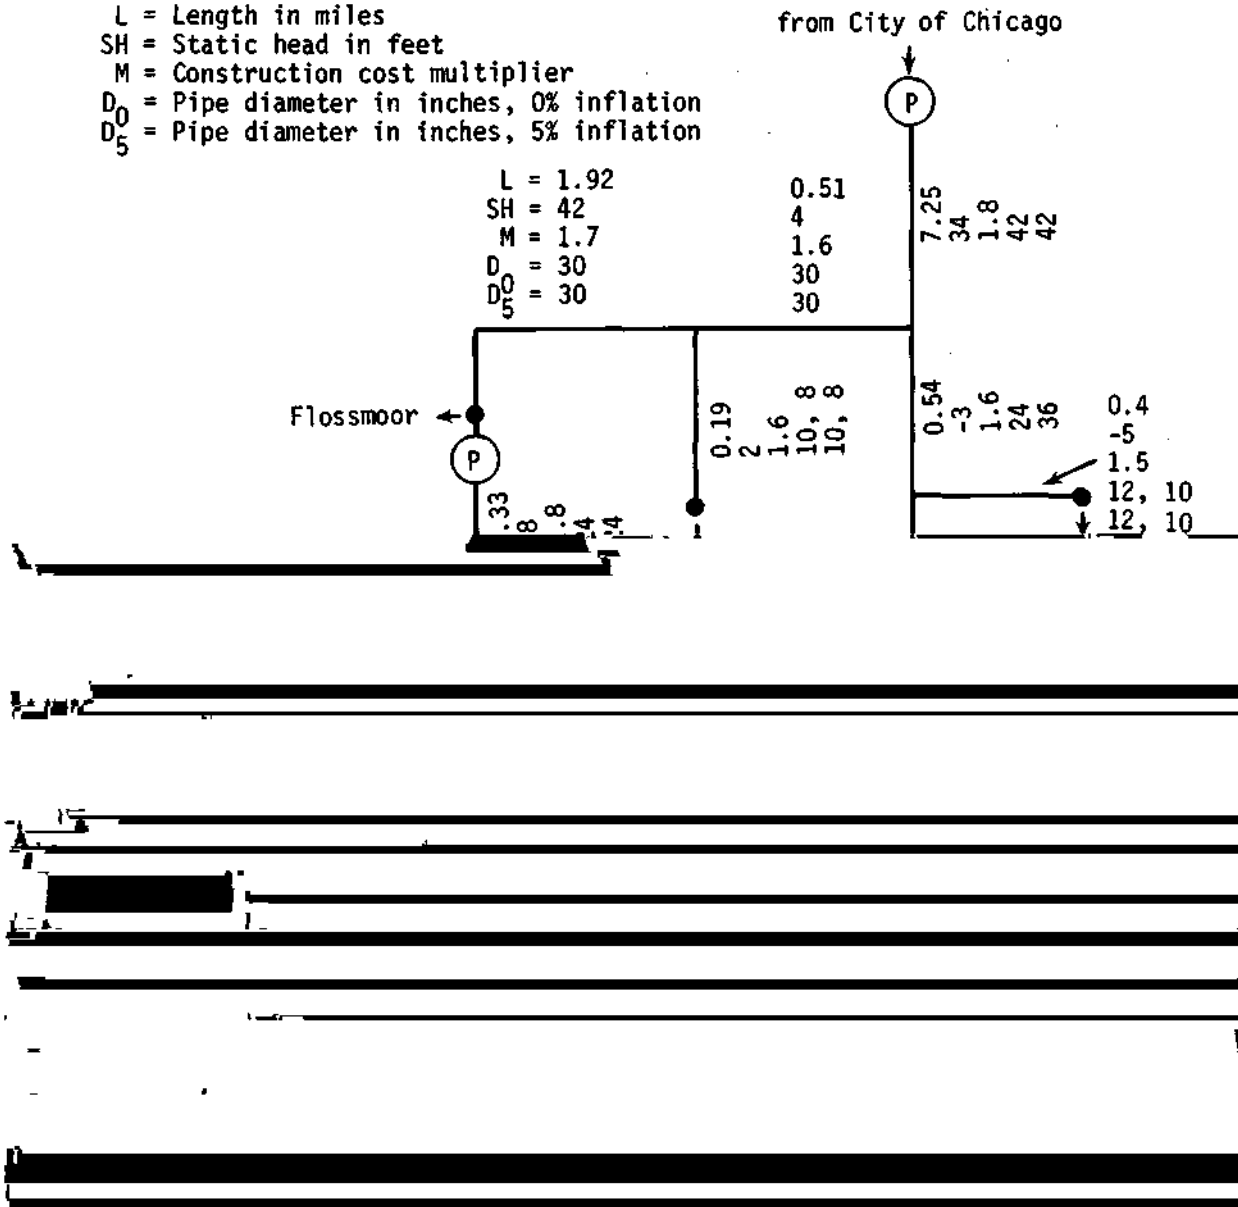 L = Length in miles
SH = Static head in feet
M = Construction cost multiplier
D0 = Pipe diameter in inches, 0% inflation
D5 = Pipe diameter in inches, 5% inflation
from City of Chicago
P
7.25
34
1.8
42
42
L = 1.92
SH = 42
M = 1.7
D0 = 30
D5 = 30
0.51
4
1.6
30
30
Flossmoor
P
0.19
2
1.6
10, 8
10, 8
0.54
-3
1.6
24
36
0.4
-5
1.5
12, 10
12, 10
.33
8
.8